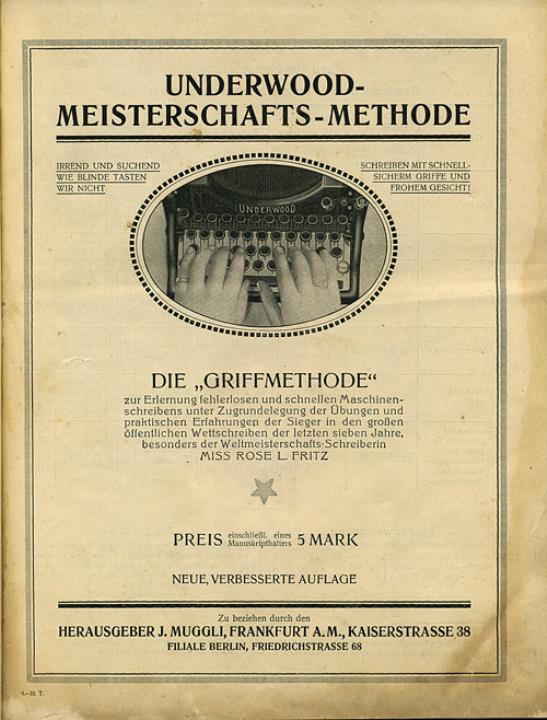 UNDERWOOD-
MEISTERSCHAFTS-METHODE
IRREND UND SUCHEND
WIE BLINDE TASTEN
WIR NICHT
SCHREIBEN MIT SCHNELL-
SICHERM GRIFFE UND
FROHEM GESICHT!
UNDERWOOD
DIE „GRIFFMETHODE“
zur Erlernung fehlerlosen und schnellen Maschinen-
schreibens unter Zugrundelegung der Übungen und
praktischen Erfahrungen der Sieger in den großen
öffentlichen Wettschreiben der letzten sieben Jahre,
besonders der Weltmeisterschafts-Schreiberin
MISS ROSE L. FRITZ
PREIS einschließl. eines Manuskripthalters 5 MARK
NEUE, VERBESSERTE AUFLAGE
Zu beziehen durch den
HERAUSGEBER J. MUGGLI, FRANKFURT A. M., KAISERSTRASSE 38
FILIALE BERLIN, FRIEDRICHSTRASSE 68